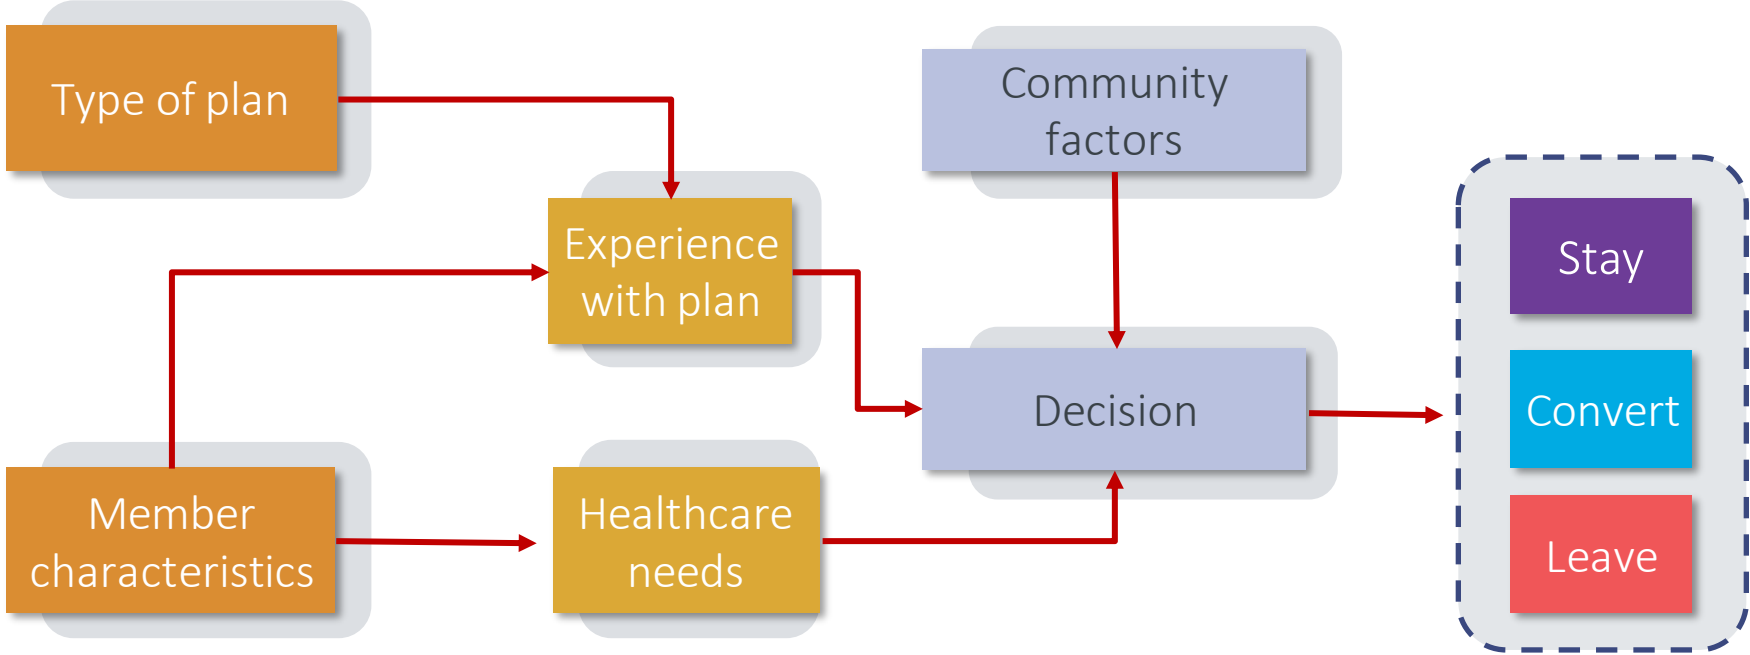 Type of plan
Community
factors
Experience
with plan
Stay
Decision
Convert
Member
characteristics
Healthcare
needs
Leave